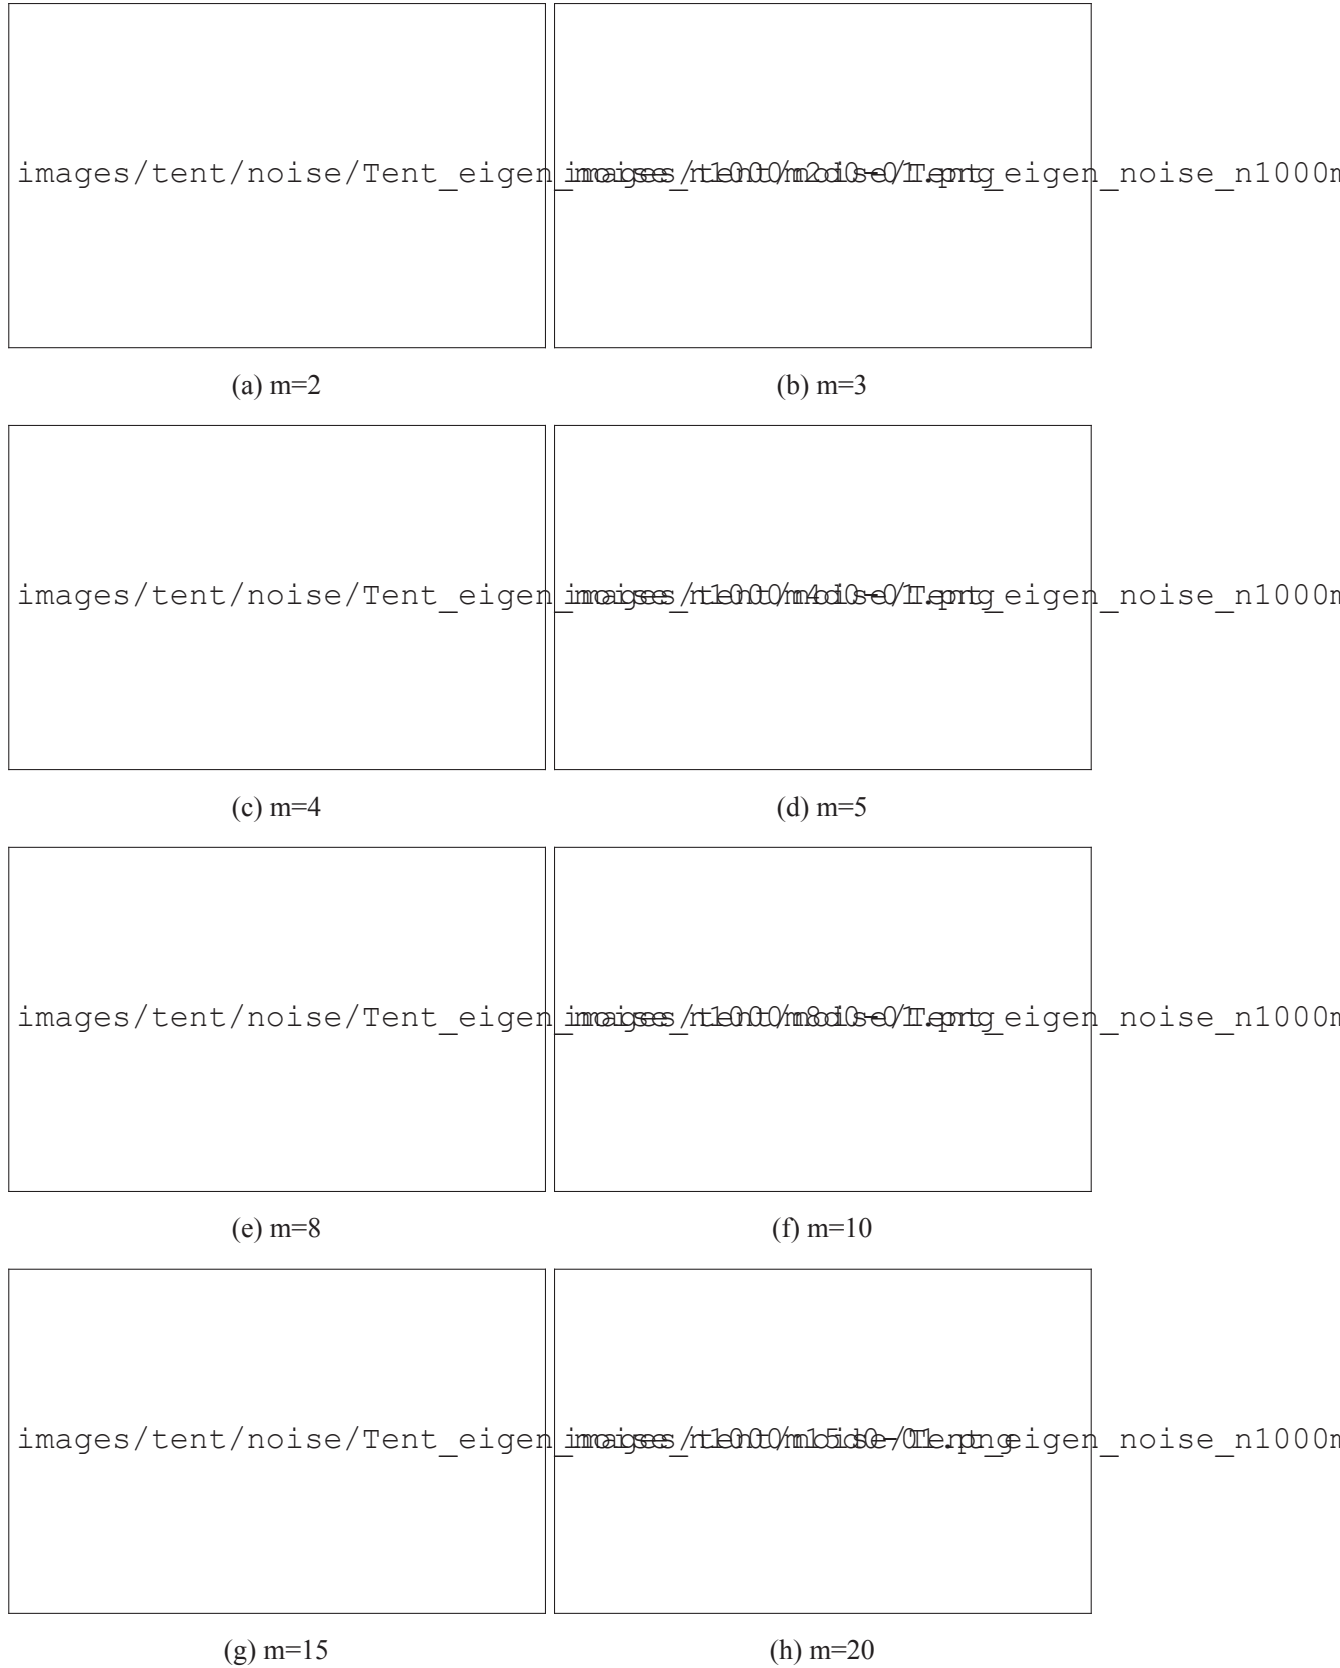 images/tent/noise/Tent_eigen
eigen_noise_n1000m
(a) m=2
(b) m=3
images/tent/noise/Tent_eigen
eigen_noise_n1000m
(c) m=4
(d) m=5
images/tent/noise/Tent_eigen
eigen_noise_n1000m
(e) m=8
(f) m=10
images/tent/noise/Tent_eigen
eigen_noise_n1000m
(g) m=15
(h) m=20